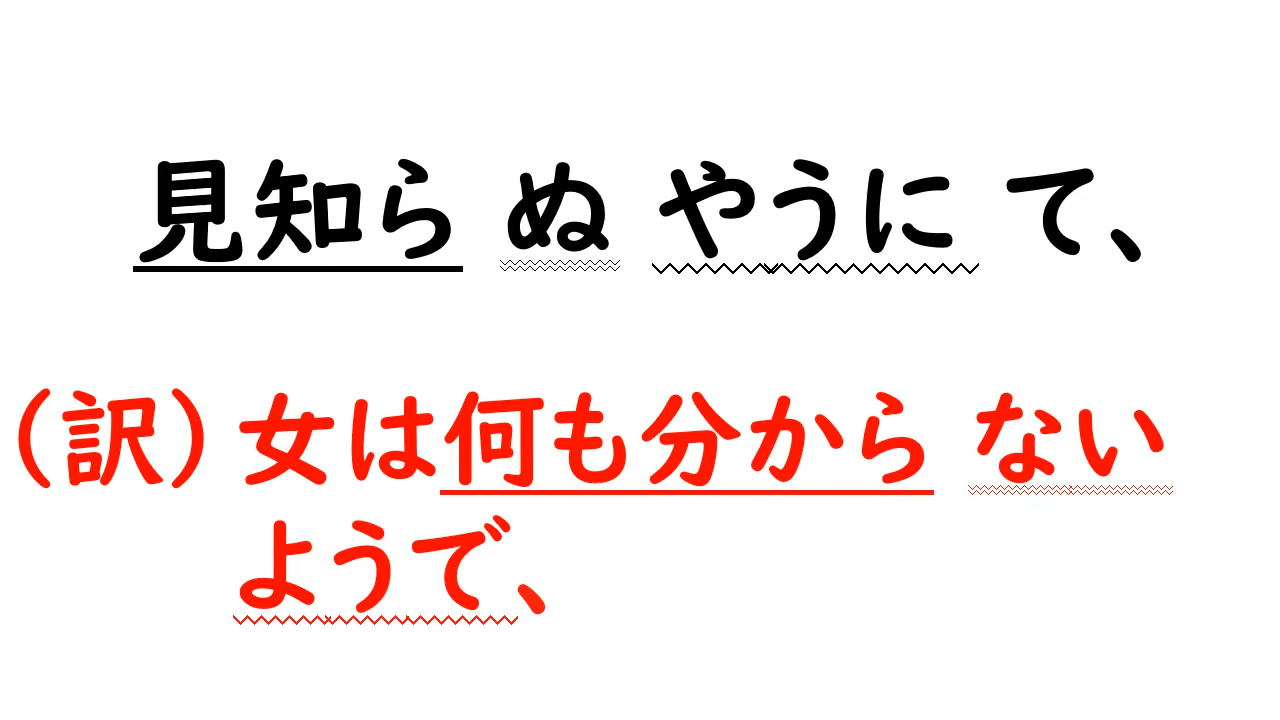 見知ら ぬ やうに て、
（訳）女は何も分から ない
ようで、